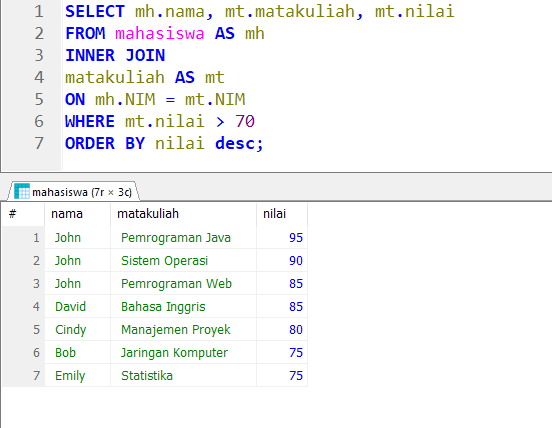 1 SELECT mh.nama, mt.matakuliah, mt.nilai
2 FROM mahasiswa AS mh
3 INNER JOIN
4 matakuliah AS mt
5 ON mh.NIM = mt.NIM
6 WHERE mt.nilai > 70
7 ORDER BY nilai desc;
mahasiswa (7r × 3c)
# nama matakuliah nilai
1 John Pemrograman Java 95
2 John Sistem Operasi 90
3 John Pemrograman Web 85
4 David Bahasa Inggris 85
5 Cindy Manajemen Proyek 80
6 Bob Jaringan Komputer 75
7 Emily Statistika 75